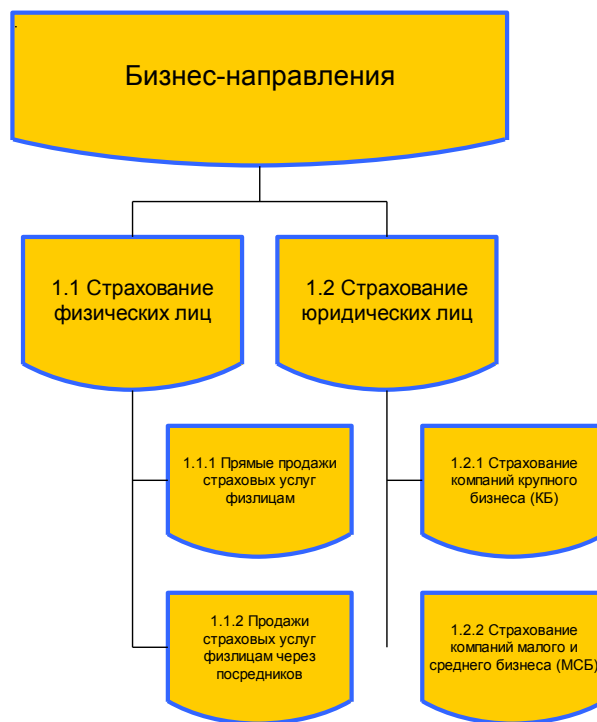 Бизнес-направления
1.1 Страхование
физических лиц
1.2 Страхование
юридических лиц
1.1.1 Прямые продажи
страховых услуг
физлицам
1.2.1 Страхование
компаний крупного
бизнеса (КБ)
1.1.2 Продажи
страховых услуг
физлицам через
посредников
1.2.2 Страхование
компаний малого и
среднего бизнеса (МСБ)